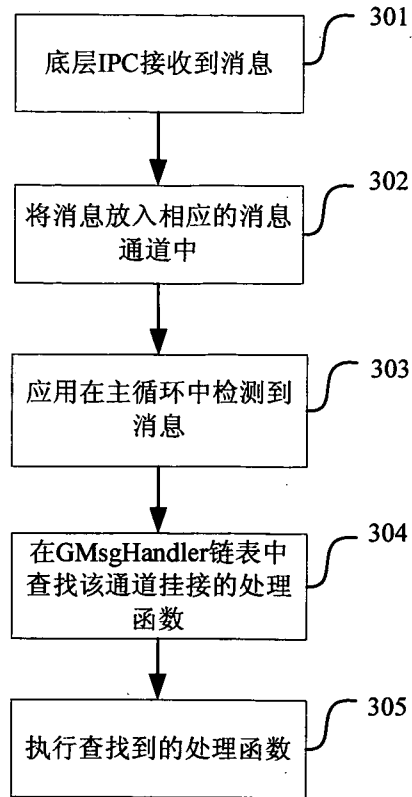 301
底层IPC接收到消息
302
将消息放入相应的消息
通道中
303
应用在主循环中检测到
消息
304
在GMsgHandler链表中
查找该通道挂接的处理
函数
305
执行查找到的处理函数